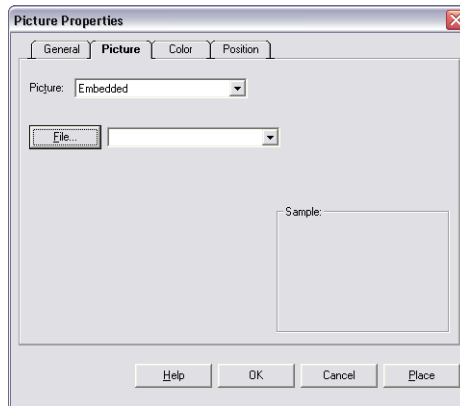 Picture Properties
General Picture Color Position
Picture: Embedded
File...
Sample:
Help OK Cancel Place